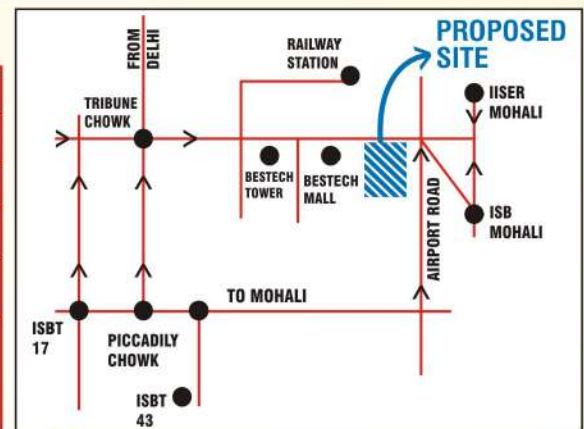 FROM
DELHI
RAILWAY
STATION
PROPOSED
SITE
TRIBUNE
CHOWK
IISER
MOHALI
BESTECH
TOWER
BESTECH
MALL
AIRPORT ROAD
ISB
MOHALI
TO MOHALI
ISBT
17
PICCADILY
CHOWK
ISBT
43